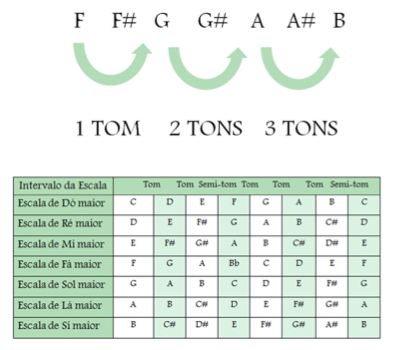 F F# G G# A A# B
1 TOM 2 TONS 3 TONS
Intervalo da Escala Tom Tom Semi-tom Tom Tom Tom Semi-tom
Escala de Dó maior C D E F G A B C
Escala de Ré maior D E F# G A B C# D
Escala de Mi maior E F# G# A B C# D# E
Escala de Fá maior F G A Bb C D E F
Escala de Sol maior G A B C D E F# G
Escala de Lá maior A B C# D E F# G# A
Escala de Si maior B C# D# E F# G# A# B